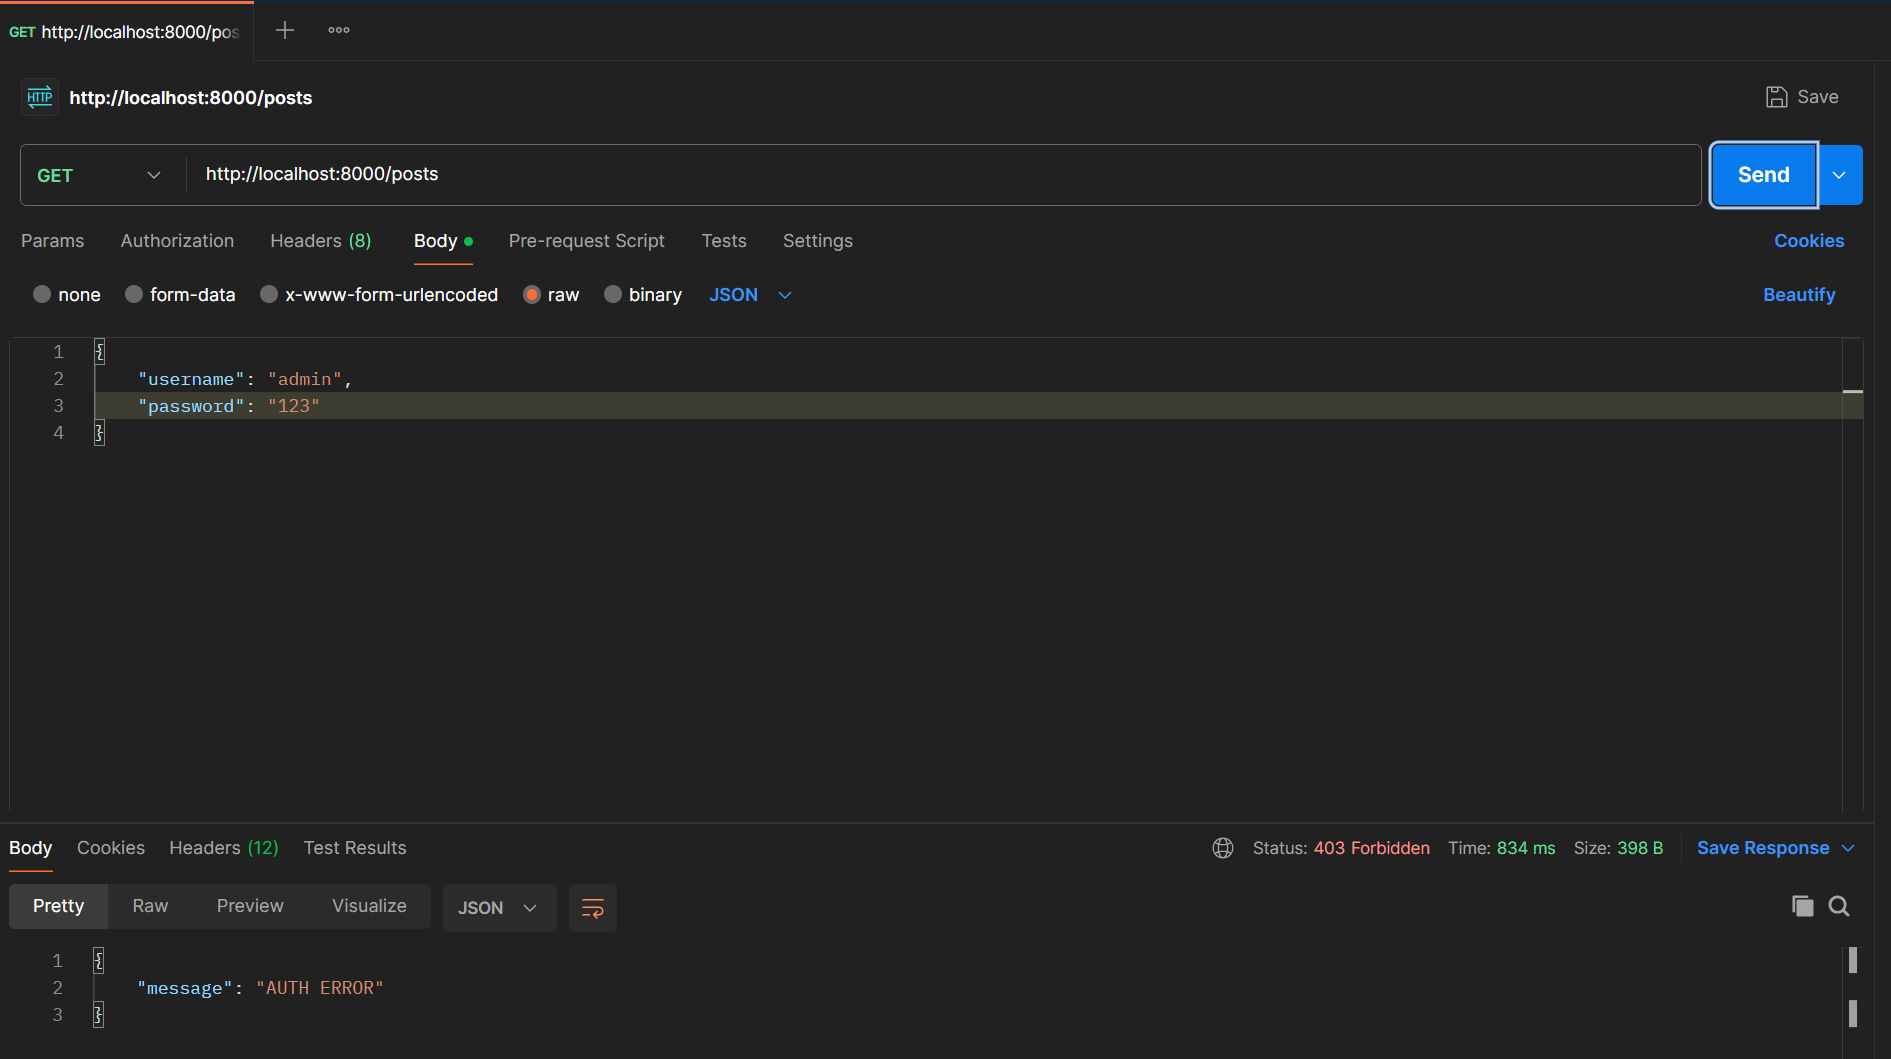 GET http://localhost:8000/pos
HTTP http://localhost:8000/posts
Save
GET http://localhost:8000/posts
Send
Params Authorization Headers (8) Body Pre-request Script Tests Settings Cookies
none form-data x-www-form-urlencoded raw binary JSON Beautify
1 {
2 "username": "admin",
3 "password": "123"
4 }
Body Cookies Headers (12) Test Results Status: 403 Forbidden Time: 834 ms Size: 398 B Save Response
Pretty Raw Preview Visualize JSON
1 {
2 "message": "AUTH ERROR"
3 }